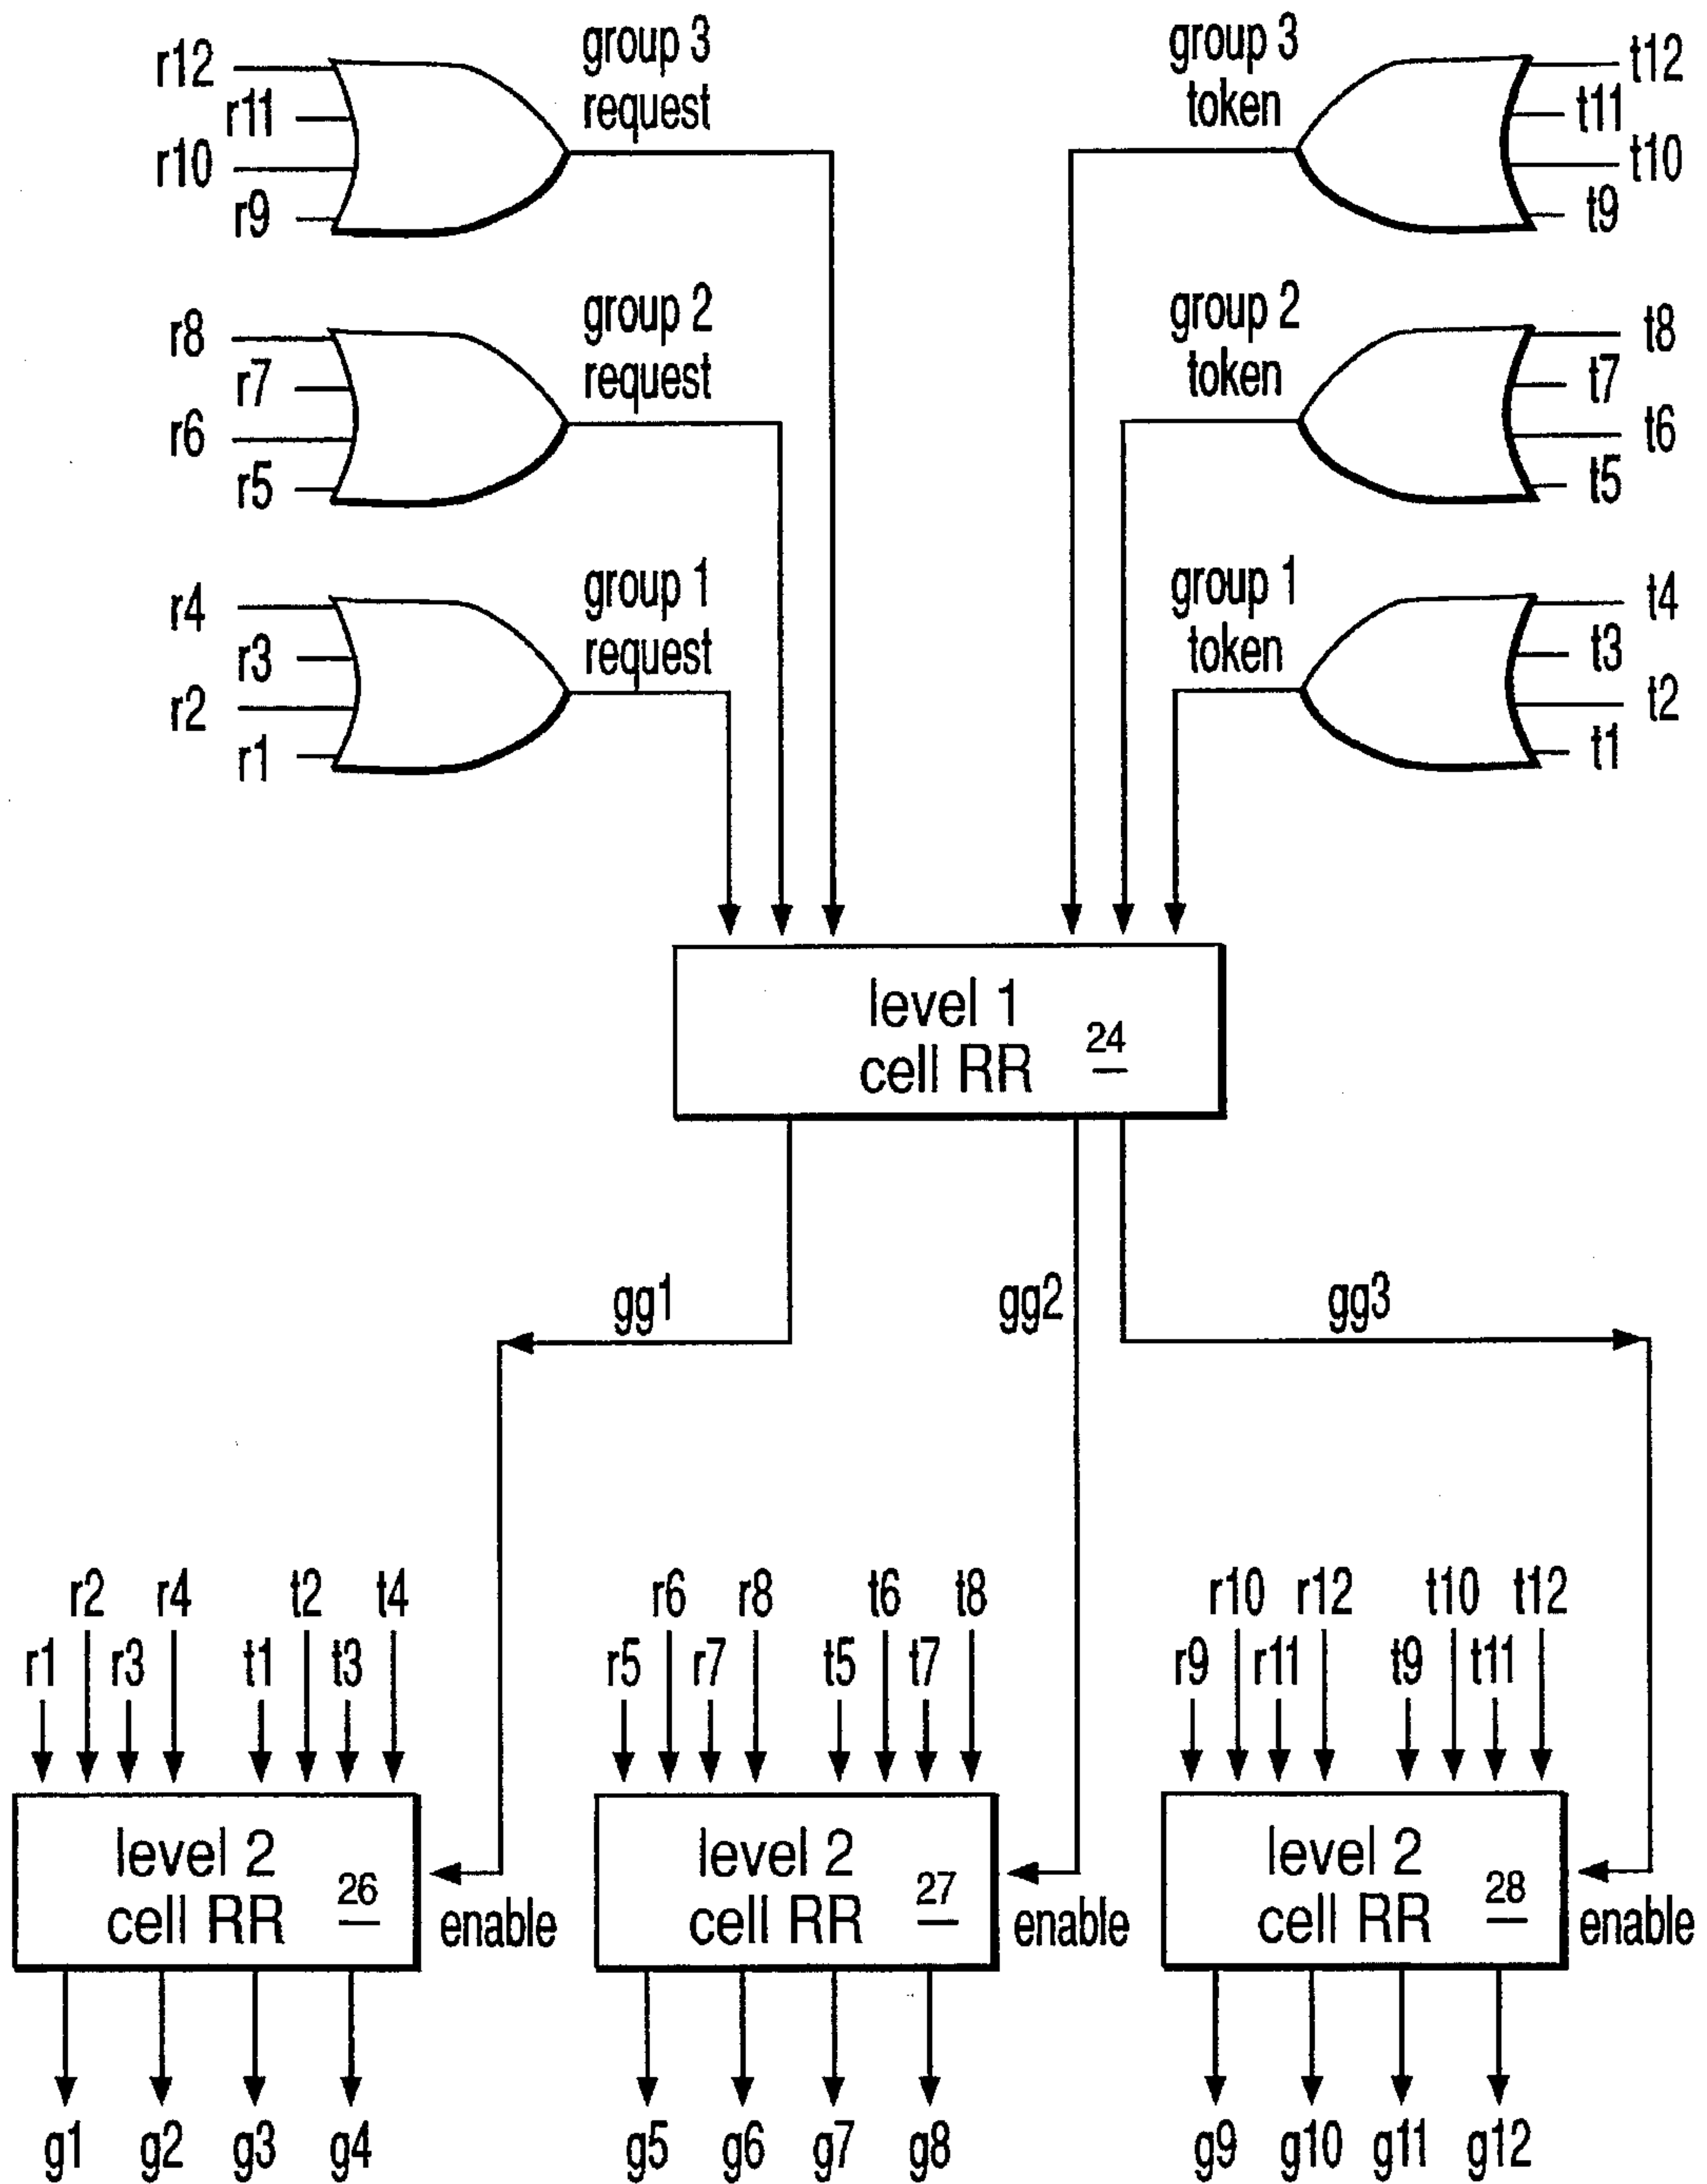 r12
r11
r10
r9
group 3
request
group 3
token
t12
t11
t10
t9
r8
r7
r6
r5
group 2
request
group 2
token
t8
t7
t6
t5
r4
r3
r2
r1
group 1
request
group 1
token
t4
t3
t2
t1
level 1
cell RR 24
gg1
gg2
gg3
r2 r4 t2 t4
r1 r3 t1 t3
r6 r8 t6 t8
r5 r7 t5 t7
r10 r12 t10 t12
r9 r11 t9 t11
level 2
cell RR 26
enable
level 2
cell RR 27
enable
level 2
cell RR 28
enable
g1 g2 g3 g4
g5 g6 g7 g8
g9 g10 g11 g12